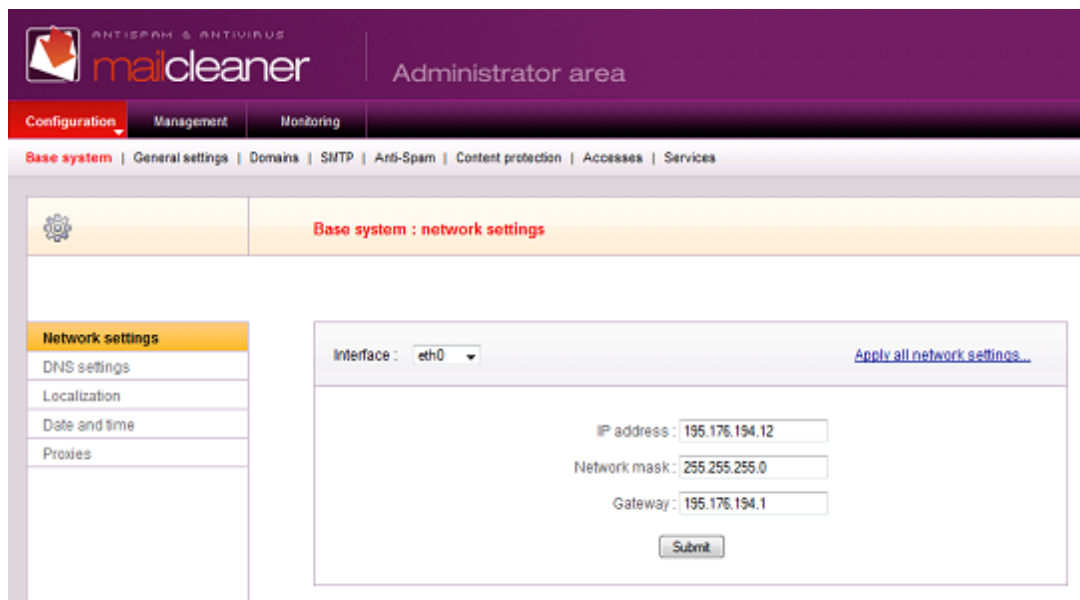 ANTISPAM & ANTIVIRUS
mailcleaner
Administrator area
Configuration Management Monitoring
Base system | General settings | Domains | SMTP | Anti-Spam | Content protection | Accesses | Services
Base system : network settings
Network settings
DNS settings
Localization
Date and time
Proxies
Interface : eth0 Apply all network settings...
IP address : 195.176.194.12
Network mask : 255.255.255.0
Gateway : 195.176.194.1
Submit